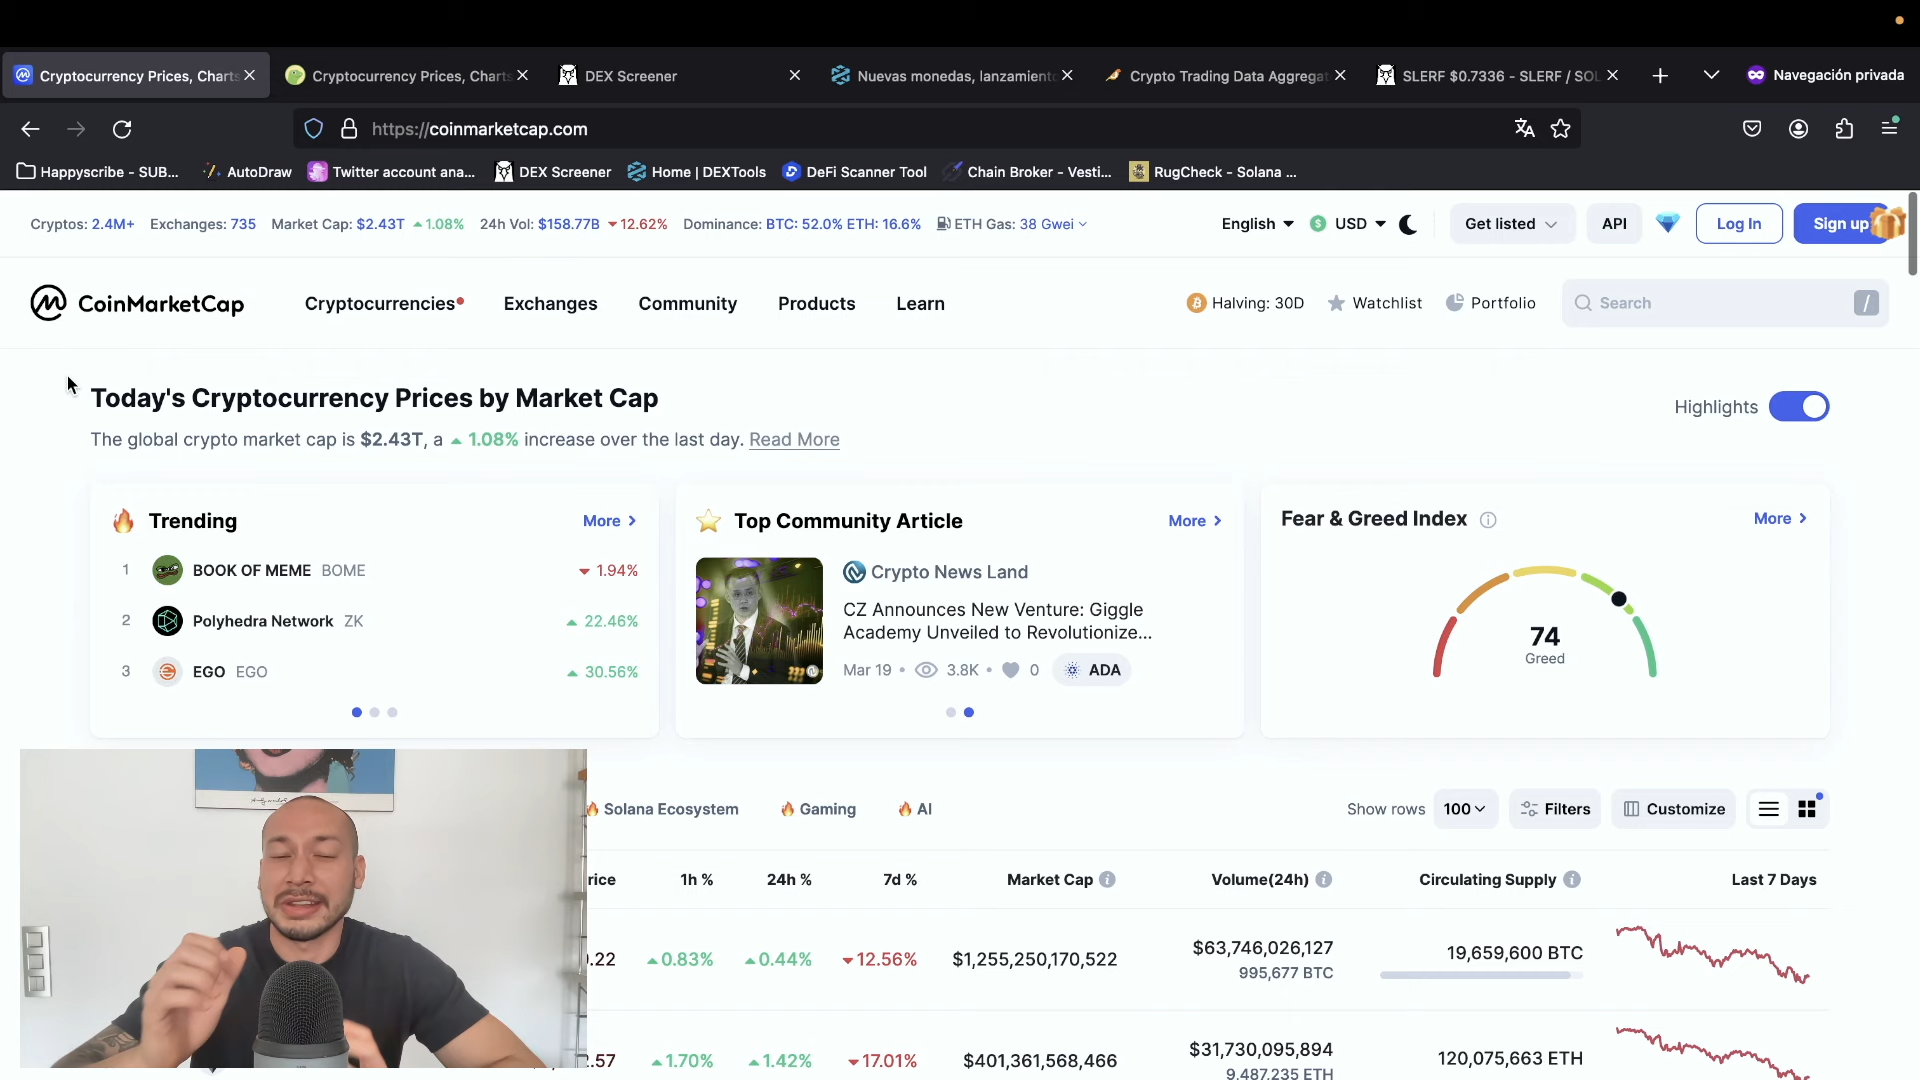 Cryptocurrency Prices, Charts
Cryptocurrency Prices, Charts
DEX Screener
Nuevas monedas, lanzamiento
Crypto Trading Data Aggregat
SLERF $0.7336 - SLERF / SOL
Navegación privada
https://coinmarketcap.com
Happyscribe - SUB...
AutoDraw
Twitter account ana...
DEX Screener
Home | DEXTools
DeFi Scanner Tool
Chain Broker - Vesti...
RugCheck - Solana ...
Cryptos: 2.4M+
Exchanges: 735
Market Cap: $2.43T 1.08%
24h Vol: $158.77B 12.62%
Dominance: BTC: 52.0% ETH: 16.6%
ETH Gas: 38 Gwei
English
USD
Get listed
API
Log In
Sign up
CoinMarketCap
Cryptocurrencies
Exchanges
Community
Products
Learn
Halving: 30D
Watchlist
Portfolio
Search
/
Today's Cryptocurrency Prices by Market Cap
Highlights
The global crypto market cap is $2.43T, a 1.08% increase over the last day. Read More
Trending
More
1 BOOK OF MEME BOME 1.94%
2 Polyhedra Network ZK 22.46%
3 EGO EGO 30.56%
Top Community Article
More
Crypto News Land
CZ Announces New Venture: Giggle
Academy Unveiled to Revolutionize...
Mar 19 • 3.8K • 0 ADA
Fear & Greed Index
More
74
Greed
Solana Ecosystem
Gaming
AI
Show rows
100
Filters
Customize
rice 1h % 24h % 7d % Market Cap Volume(24h) Circulating Supply Last 7 Days
.22 0.83% 0.44% 12.56% $1,255,250,170,522 $63,746,026,127 19,659,600 BTC
995,677 BTC
.57 1.70% 1.42% 17.01% $401,361,568,466 $31,730,095,894 120,075,663 ETH
9,487,235 ETH